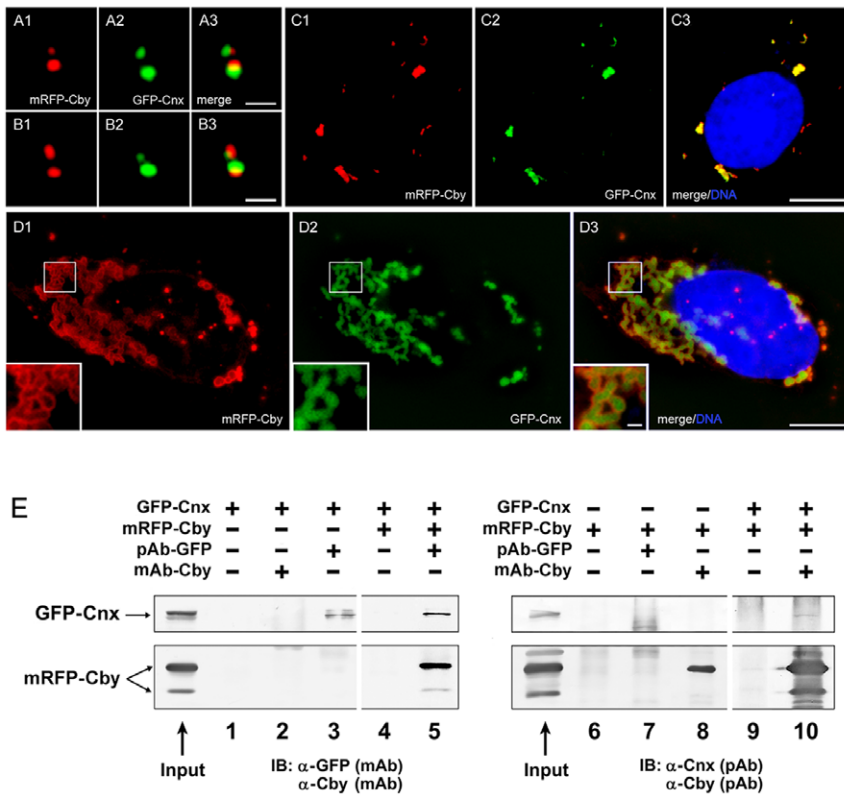 A1 A2 A3 C1 C2 C3
mRFP-Cby GFP-Cnx merge
B1 B2 B3
mRFP-Cby GFP-Cnx merge/DNA
D1 D2 D3
mRFP-Cby GFP-Cnx merge/DNA
E
GFP-Cnx + + + + +
mRFP-Cby - - - + +
pAb-GFP - - + - +
mAb-Cby - + - - -
GFP-Cnx
mRFP-Cby
1 2 3 4 5
Input
IB: α-GFP (mAb)
α-Cby (mAb)
GFP-Cnx - - - + +
mRFP-Cby + + + + +
pAb-GFP - + - - -
mAb-Cby - - + - +
6 7 8 9 10
Input
IB: α-Cnx (pAb)
α-Cby (pAb)